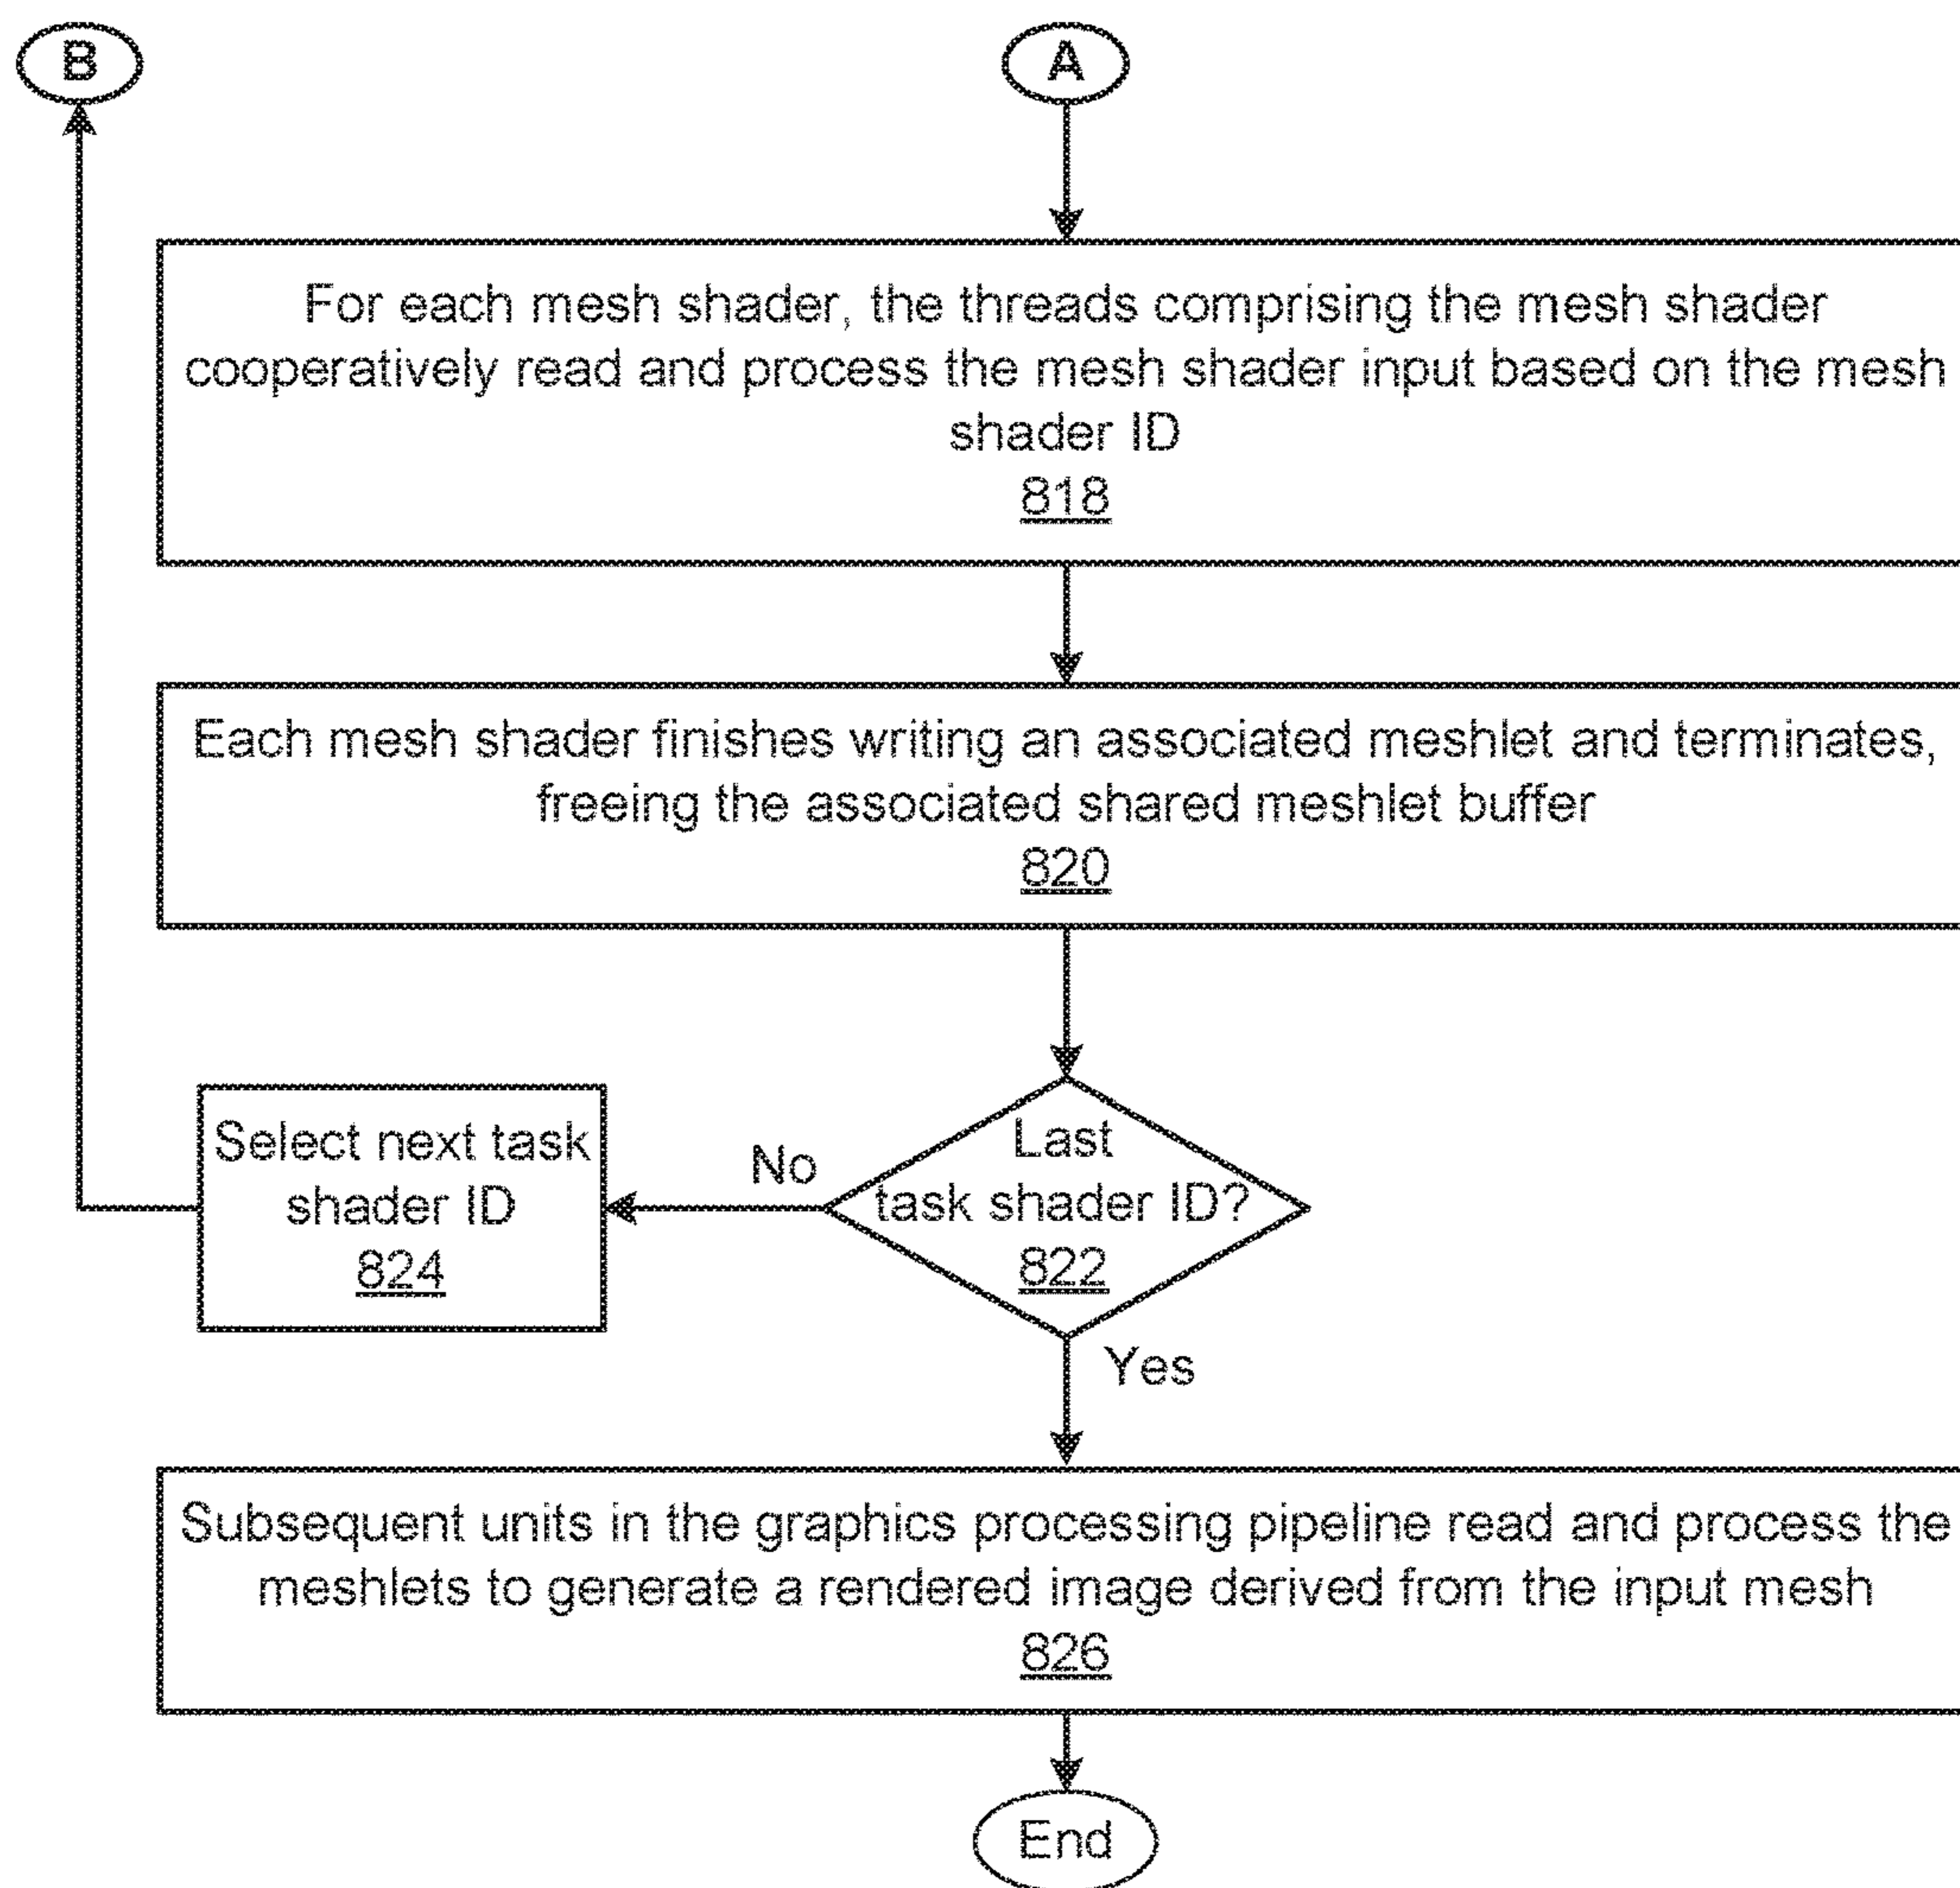 B
A
For each mesh shader, the threads comprising the mesh shader
cooperatively read and process the mesh shader input based on the mesh
shader ID
818
Each mesh shader finishes writing an associated meshlet and terminates,
freeing the associated shared meshlet buffer
820
Select next task
shader ID
824
No
Last
task shader ID?
822
Yes
Subsequent units in the graphics processing pipeline read and process the
meshlets to generate a rendered image derived from the input mesh
826
End